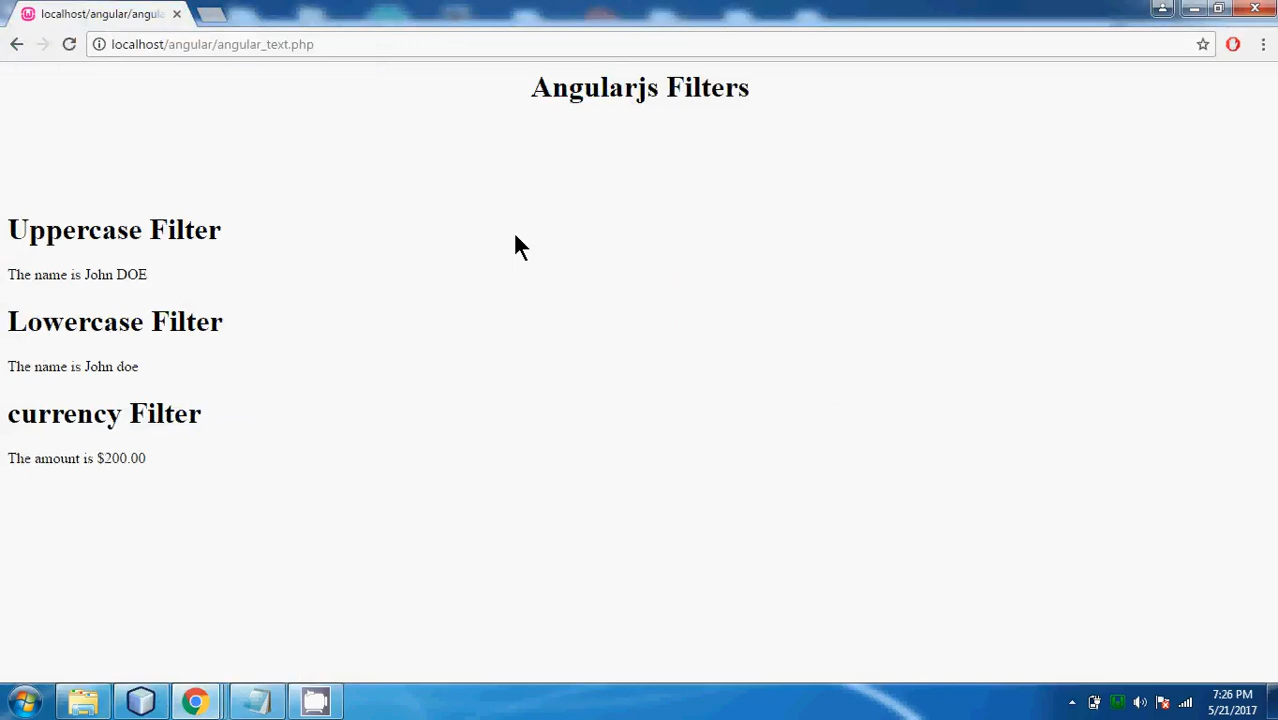 localhost/angular/angula
localhost/angular/angular_text.php
Angularjs Filters
Uppercase Filter
The name is John DOE
Lowercase Filter
The name is John doe
currency Filter
The amount is $200.00
7:26 PM
5/21/2017